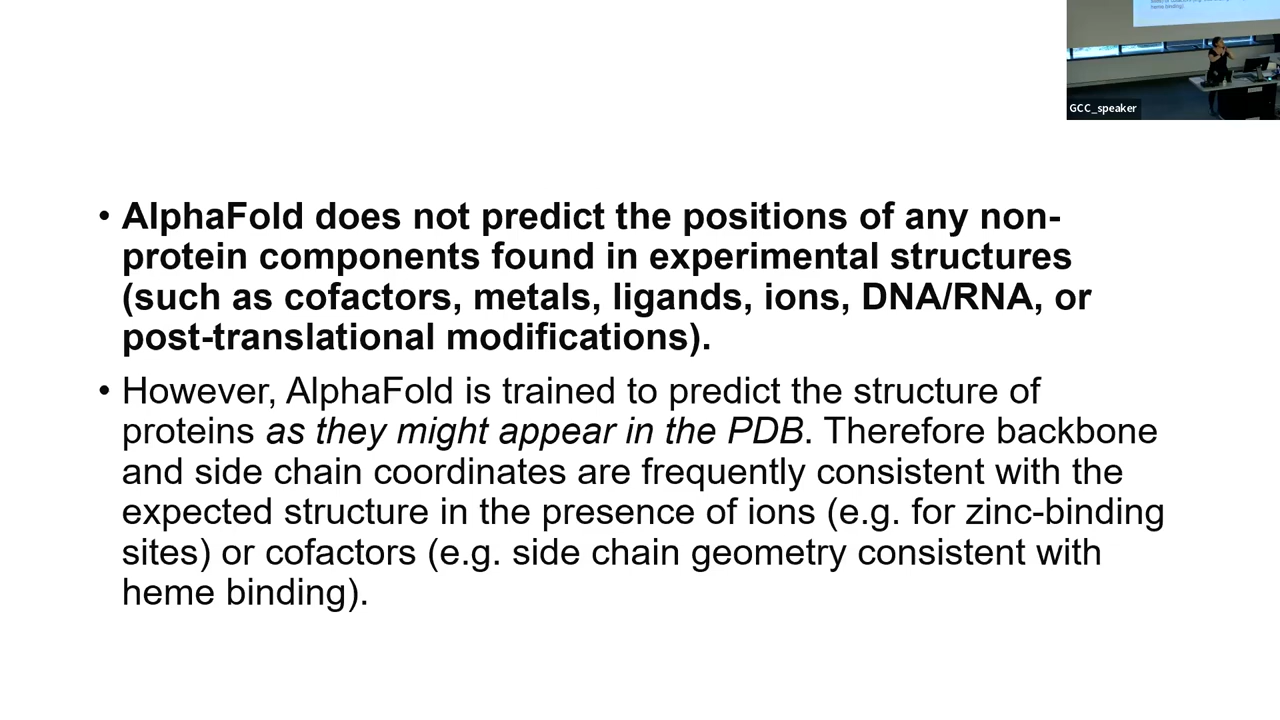 GCC_speaker
• AlphaFold does not predict the positions of any non-
protein components found in experimental structures
(such as cofactors, metals, ligands, ions, DNA/RNA, or
post-translational modifications).
• However, AlphaFold is trained to predict the structure of
proteins as they might appear in the PDB. Therefore backbone
and side chain coordinates are frequently consistent with the
expected structure in the presence of ions (e.g. for zinc-binding
sites) or cofactors (e.g. side chain geometry consistent with
heme binding).